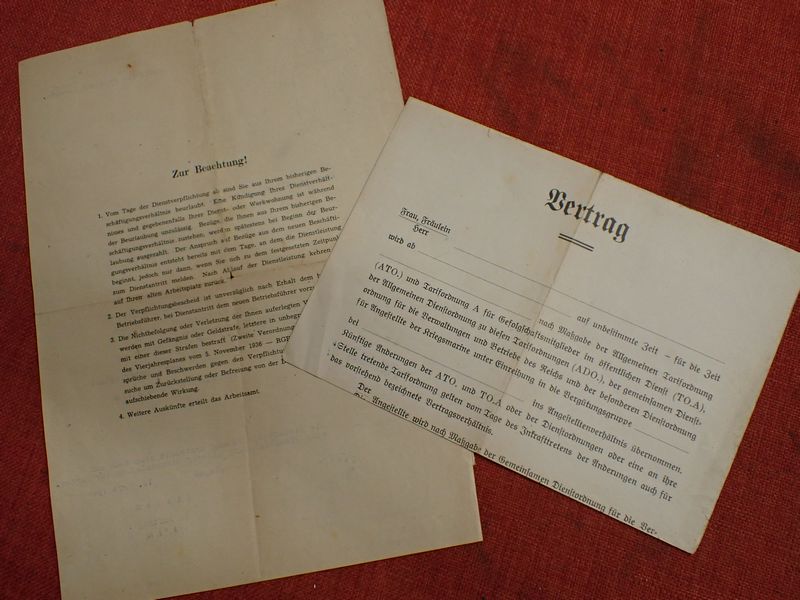 Zur Beachtung!
1. Vom Tage der Dienstverpflichtung ab sind Sie aus Ihrem bisherigen Be-
schäftigungsverhältnis beurlaubt. Eine Kündigung Ihres Dienstverhält-
nisses und gegebenenfalls Ihrer Dienst- oder Werkwohnung ist während
der Beurlaubung unzulässig. Bezüge, die Ihnen aus Ihrem bisherigen Be-
schäftigungsverhältnis zustehen, werden spätestens bei Beginn der Beur-
laubung ausgezahlt. Der Anspruch auf Bezüge aus dem neuen Beschäfti-
gungsverhältnis entsteht bereits mit dem Tage, an dem die Dienstleistung
beginnt, jedoch nur dann, wenn Sie sich zu dem festgesetzten Zeitpunkt
zum Dienstantritt melden. Nach Ablauf der Dienstleistung kehren
auf Ihren alten Arbeitsplatz zurück.
2. Der Verpflichtungsbescheid ist unverzüglich nach Erhalt dem
Betriebsführer, bei Dienstantritt dem neuen Betriebsführer
3. Die Nichtbefolgung oder Verletzung der Ihnen auferlegten
werden mit Gefängnis oder Geldstrafe, letztere in
mit einer dieser Strafen bestraft (Zweite
des Vierjahresplanes vom 5. November 1936 —
sprüche und Beschwerden gegen den
suche um Zurückstellung oder Befreiung von der
aufschiebende Wirkung.
4. Weitere Auskünfte erteilt das Arbeitsamt.
Vertrag
Frau, Fräulein
Herr
wird ab
auf unbestimmte Zeit – für die Zeit
nach Maßgabe der Allgemeinen Tarifordnung
(ATO.) und Tarifordnung A für Gefolgschaftsmitglieder im öffentlichen Dienst (TO.A),
der Allgemeinen Dienstordnung zu diesen Tarifordnungen (ADO.), der gemeinsamen Dienst-
ordnung für die Verwaltungen und Betriebe des Reichs und der besonderen Dienstordnung
für Angestellte der Kriegsmarine unter Einreihung in die Vergütungsgruppe
bei
ins Angestelltenverhältnis übernommen.
Künftige Änderungen der ATO. und TO.A oder der Dienstordnungen oder eine an ihre
Stelle tretende Tarifordnung gelten vom Tage des Inkrafttretens der Änderungen auch für
das vorstehend bezeichnete Vertragsverhältnis.
Der
Angestellte wird nach Maßgabe der Gemeinsamen Dienstordnung für die Ver-